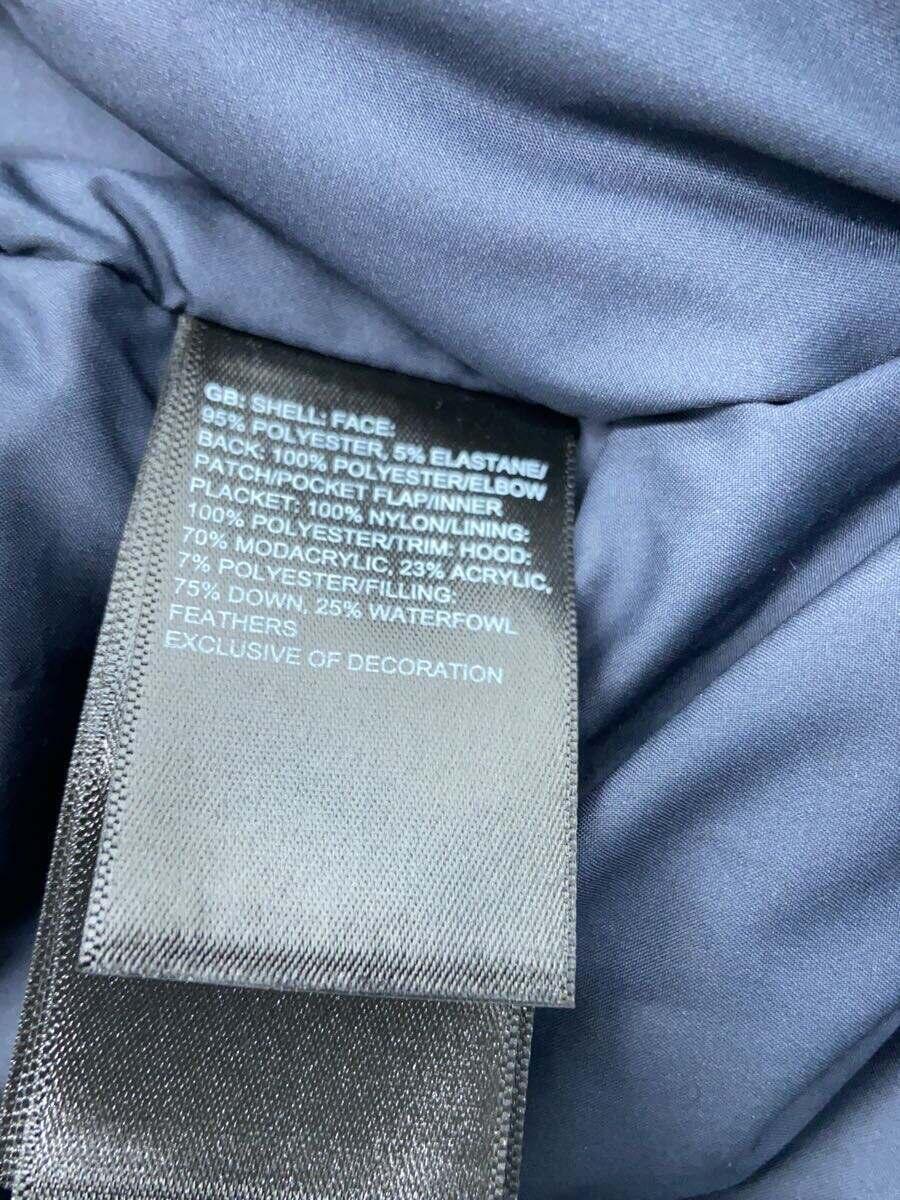 GB: SHELL: FACE:
95% POLYESTER, 5% ELASTANE/
BACK: 100% POLYESTER/ELBOW
PATCH/POCKET FLAP/INNER
PLACKET: 100% NYLON/LINING:
100% POLYESTER/TRIM: HOOD:
70% MODACRYLIC, 23% ACRYLIC,
7% POLYESTER/FILLING:
75% DOWN, 25% WATERFOWL
FEATHERS
EXCLUSIVE OF DECORATION